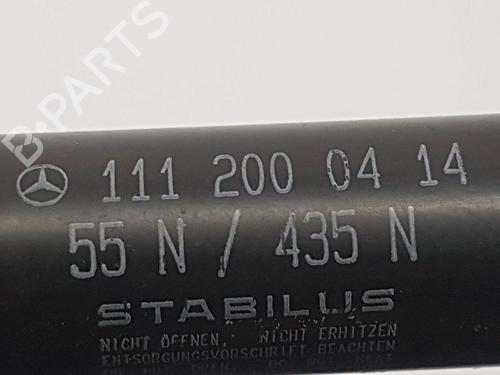 B-PARTS
111 200 04 14
55 N / 435 N
STABILUS
NICHT ÖFFNEN, NICHT ERHITZEN
ENTSORGUNGSVORSCHRIFT BEACHTEN